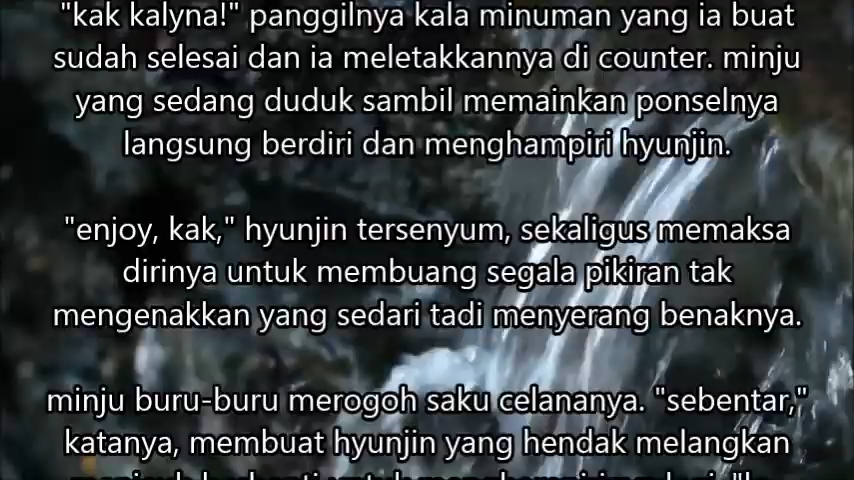 "kak kalyna!" panggilnya kala minuman yang ia buat
sudah selesai dan ia meletakkannya di counter. minju
yang sedang duduk sambil memainkan ponselnya
langsung berdiri dan menghampiri hyunjin.
"enjoy, kak," hyunjin tersenyum, sekaligus memaksa
dirinya untuk membuang segala pikiran tak
mengenakkan yang sedari tadi menyerang benaknya.
minju buru-buru merogoh saku celananya. "sebentar,"
katanya, membuat hyunjin yang hendak melangkan